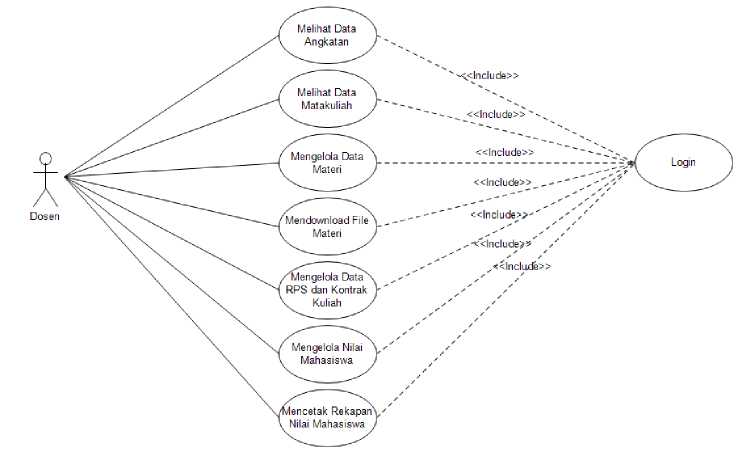 Melihat Data
Angkatan
<<Include>>
Melihat Data
Matakuliah
<<Include>>
Mengelola Data
Materi
<<Include>>
Login
Dosen
<<Include>>
Mendownload File
Materi
<<Include>>
<<Include>>
Mengelola Data
RPS dan Kontrak
Kuliah
<<Include>>
Mengelola Nilai
Mahasiswa
Mencetak Rekapan
Nilai Mahasiswa